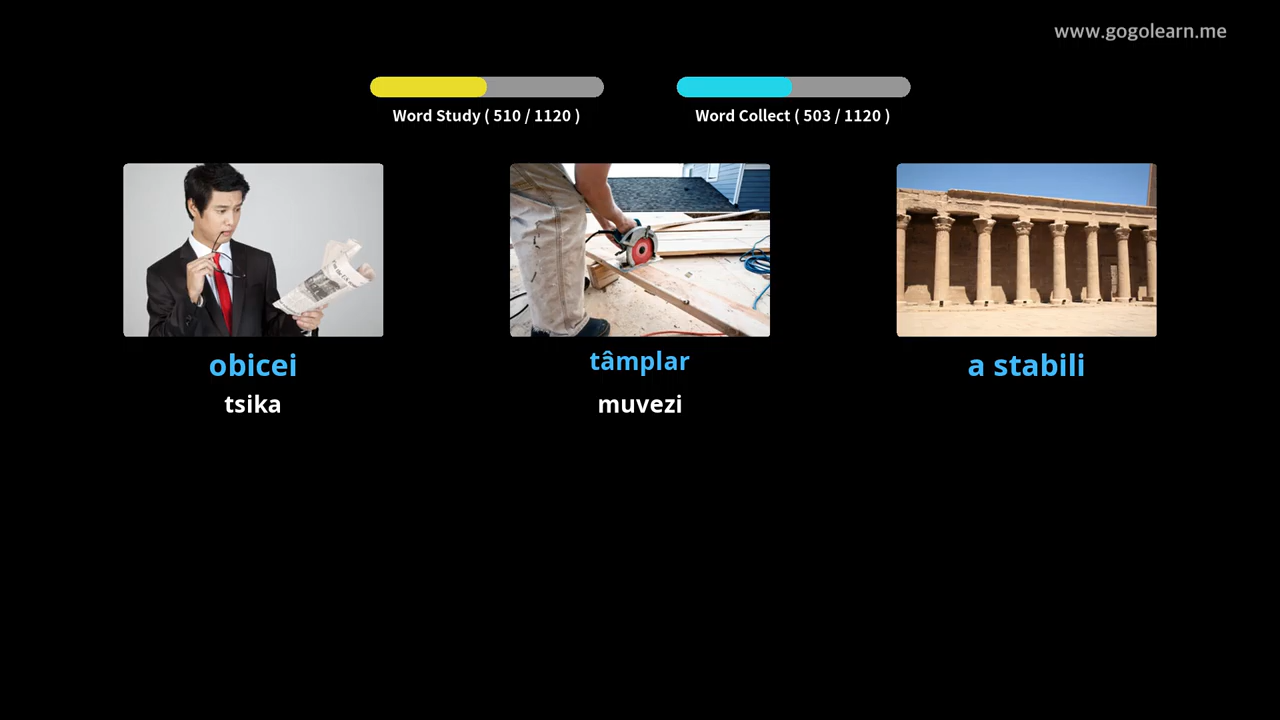 www.gogolearn.me
Word Study ( 510 / 1120 )
Word Collect ( 503 / 1120 )
obicei
tsika
tâmplar
muvezi
a stabili